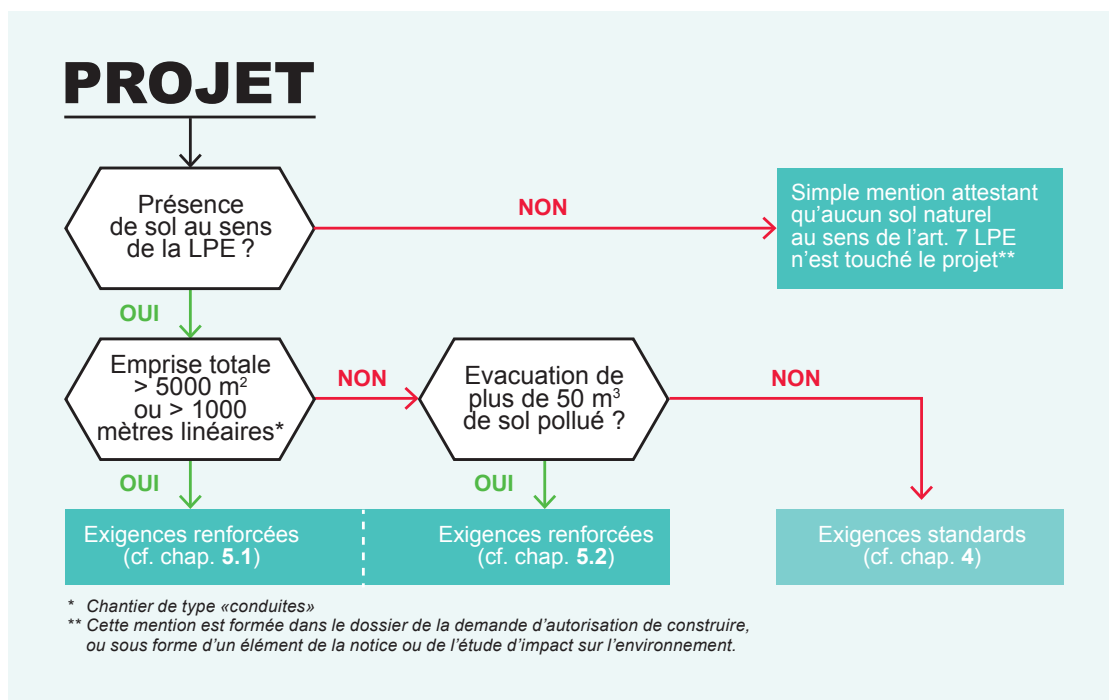 PROJET
Présence
de sol au sens
de la LPE ?
NON
Simple mention attestant
qu’aucun sol naturel
au sens de l’art. 7 LPE
n’est touché le projet**
OUI
Emprise totale
> 5000 m²
ou > 1000
mètres linéaires*
NON
Evacuation de
plus de 50 m³
de sol pollué ?
NON
OUI
OUI
Exigences renforcées
(cf. chap. 5.1)
Exigences renforcées
(cf. chap. 5.2)
Exigences standards
(cf. chap. 4)
* Chantier de type «conduites»
** Cette mention est formée dans le dossier de la demande d’autorisation de construire,
ou sous forme d’un élément de la notice ou de l’étude d’impact sur l’environnement.